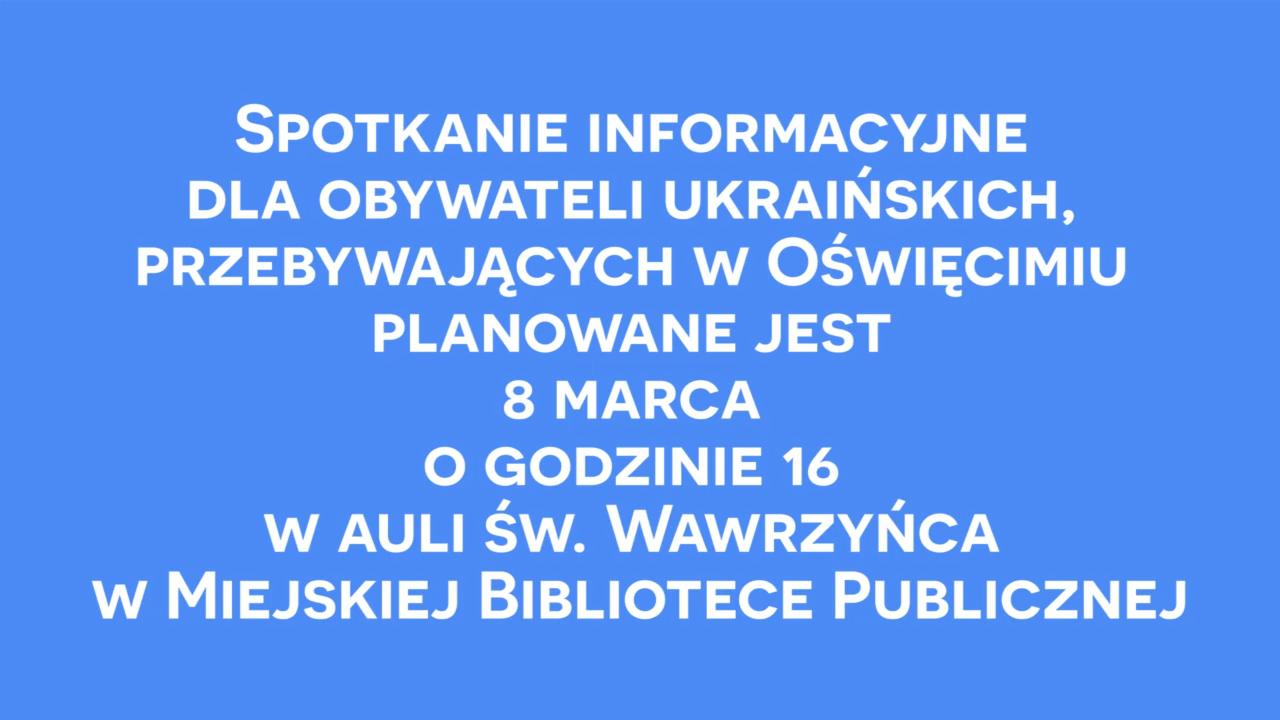 Spotkanie informacyjne
dla obywateli ukraińskich,
przebywających w Oświęcimiu
planowane jest
8 marca
o godzinie 16
w auli św. Wawrzyńca
w Miejskiej Bibliotece Publicznej